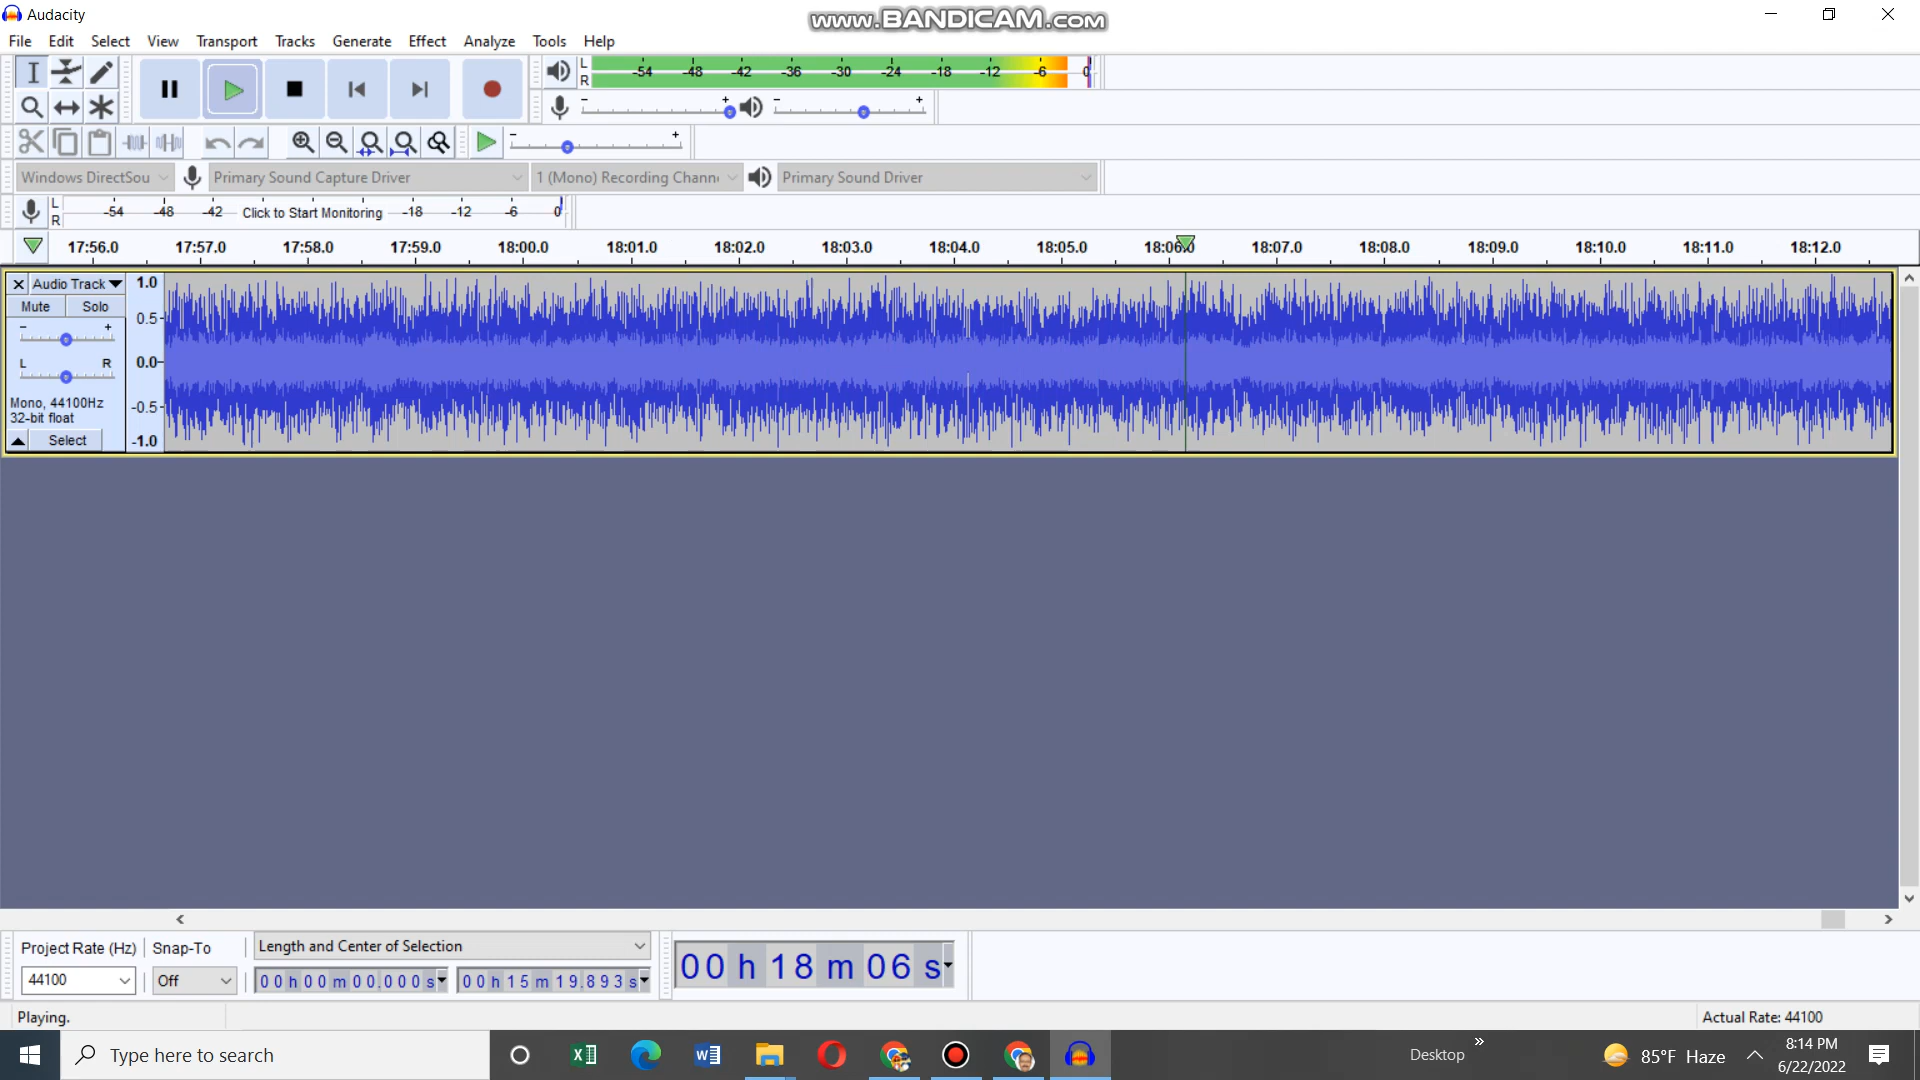 Audacity
www.BANDICAM.com
File Edit Select View Transport Tracks Generate Effect Analyze Tools Help
L
R
-54 -48 -42 -36 -30 -24 -18 -12 -6 0
- + - +
- +
Windows DirectSou Primary Sound Capture Driver 1 (Mono) Recording Chann Primary Sound Driver
L
R
-54 -48 -42 Click to Start Monitoring -18 -12 -6 0
17:56.0 17:57.0 17:58.0 17:59.0 18:00.0 18:01.0 18:02.0 18:03.0 18:04.0 18:05.0 18:06.0 18:07.0 18:08.0 18:09.0 18:10.0 18:11.0 18:12.0
Audio Track
Mute Solo
- +
L R
Mono, 44100Hz
32-bit float
Select
1.0
0.5
0.0
-0.5
-1.0
Project Rate (Hz) Snap-To Length and Center of Selection
44100 Off 00 h 00 m 00.000 s 00 h 15 m 19.893 s
00 h 18 m 06 s
Playing. Actual Rate: 44100
Type here to search
Desktop
85°F Haze
8:14 PM
6/22/2022